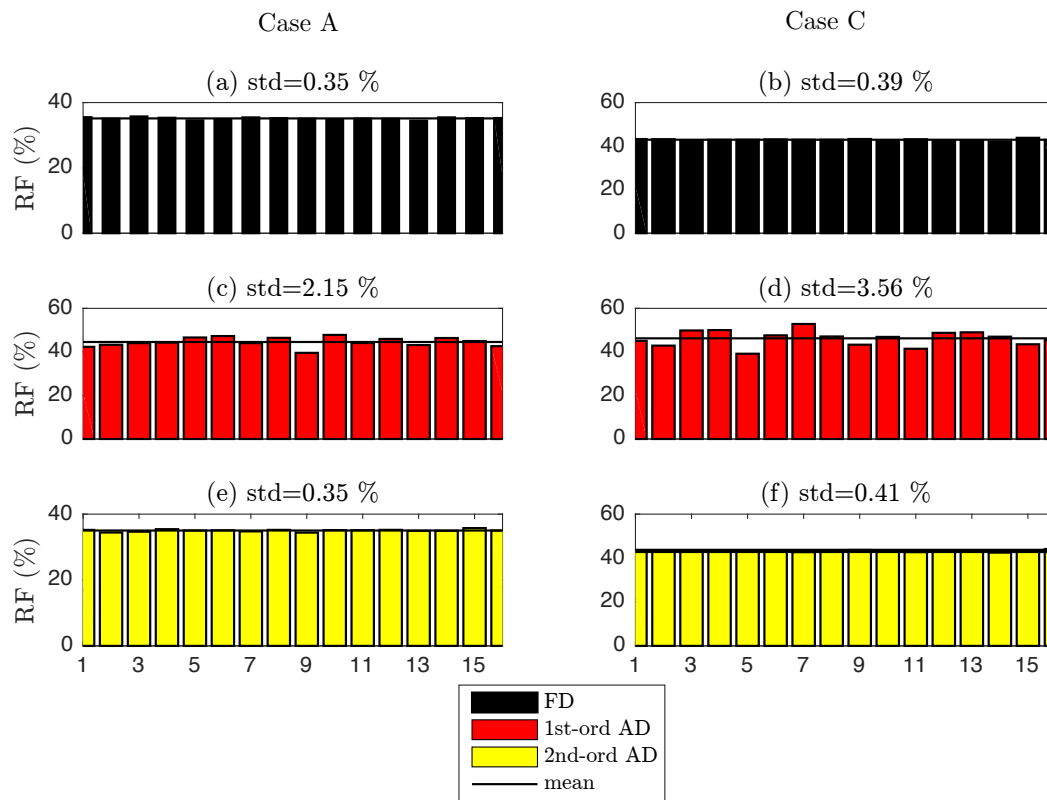 Case A
Case C
(a) std=0.35 %
(b) std=0.39 %
RF (%)
40
20
0
60
40
20
0
(c) std=2.15 %
(d) std=3.56 %
RF (%)
60
40
20
0
60
40
20
0
(e) std=0.35 %
(f) std=0.41 %
RF (%)
40
20
0
60
40
20
0
1 3 5 7 9 11 13 15
1 3 5 7 9 11 13 15
FD
1st-ord AD
2nd-ord AD
mean